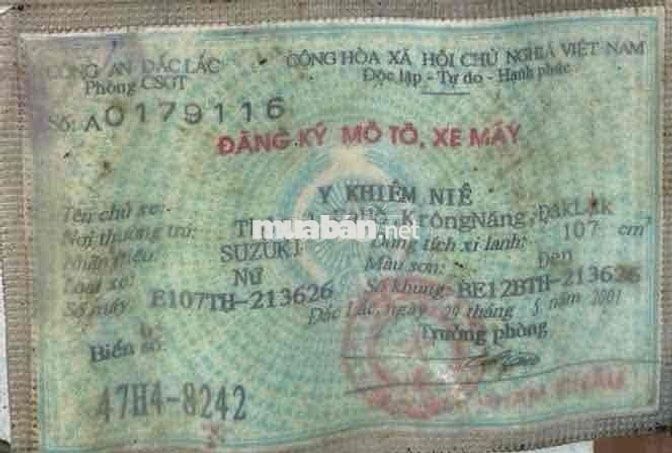 CÔNG AN ĐẮC LẮC
Phòng CSGT
CỘNG HÒA XÃ HỘI CHỦ NGHĨA VIỆT NAM
Độc lập - Tự do - Hạnh phúc
Số: A0179116
ĐĂNG KÝ MÔ TÔ, XE MÁY
Tên chủ xe: Y KHIÊM NIÊ
Nơi thường trú: KrôngNăng, ĐăkLăk
Nhãn hiệu: SUZUKI Dung tích xi lanh: 107 cm³
Loại xe: NỮ Màu sơn: Đen
Số máy: E107TH-213626 Số khung: BE12BTH-213626
Đắc Lắc, ngày 29 tháng 5 năm 2001
Biển số: Trưởng phòng
47H4-8242
muaban.net